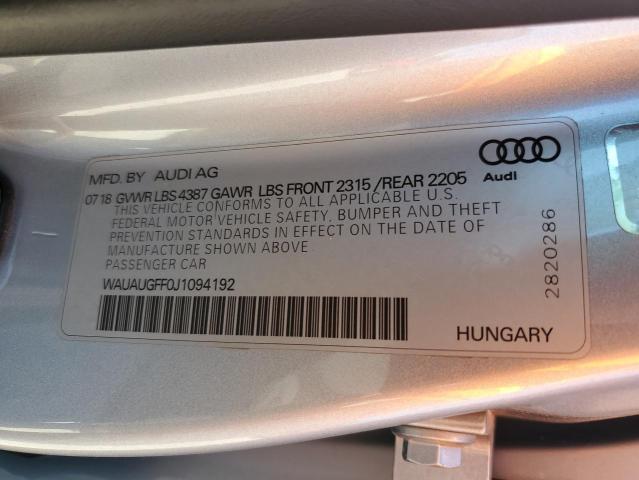 MFD. BY AUDI AG
0718 GVWR LBS 4387 GAWR LBS FRONT 2315 /REAR 2205
THIS VEHICLE CONFORMS TO ALL APPLICABLE U.S.
FEDERAL MOTOR VEHICLE SAFETY, BUMPER AND THEFT
PREVENTION STANDARDS IN EFFECT ON THE DATE OF
MANUFACTURE SHOWN ABOVE
PASSENGER CAR
WAUAUGFF0J1094192
HUNGARY
Audi
2820286